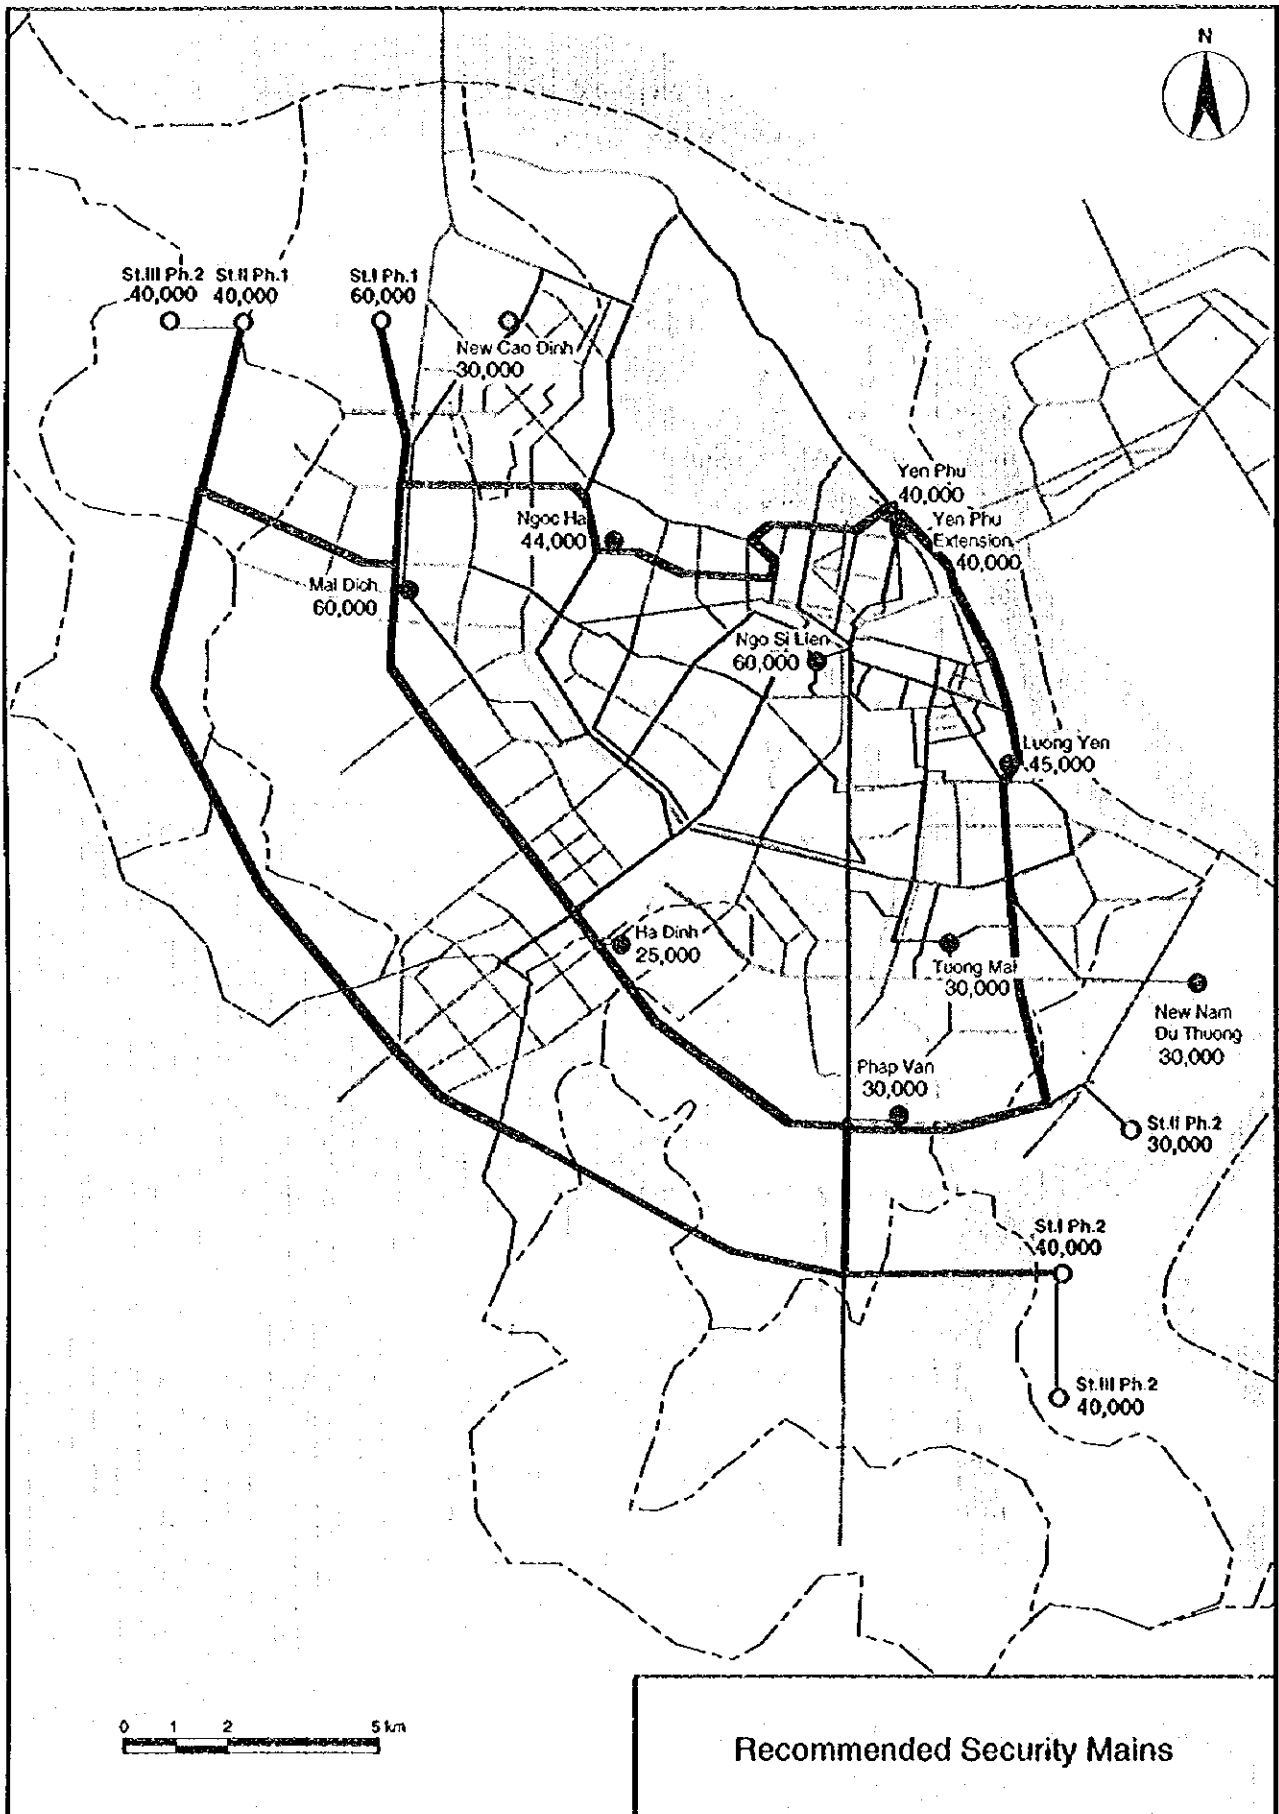 N
St.III Ph.2
40,000
St.II Ph.1
40,000
St.I Ph.1
60,000
New Cao Dinh
30,000
Yen Phu
40,000
Yen Phu
Extension
40,000
Ngoc Ha
44,000
Mai Dich
60,000
Ngo Si Lien
60,000
Luong Yen
45,000
Ha Dinh
25,000
Tuong Mai
30,000
New Nam
Du Thuong
30,000
Phap Van
30,000
St.II Ph.2
30,000
St.I Ph.2
40,000
St.III Ph.2
40,000
0 1 2 5 km
Recommended Security Mains